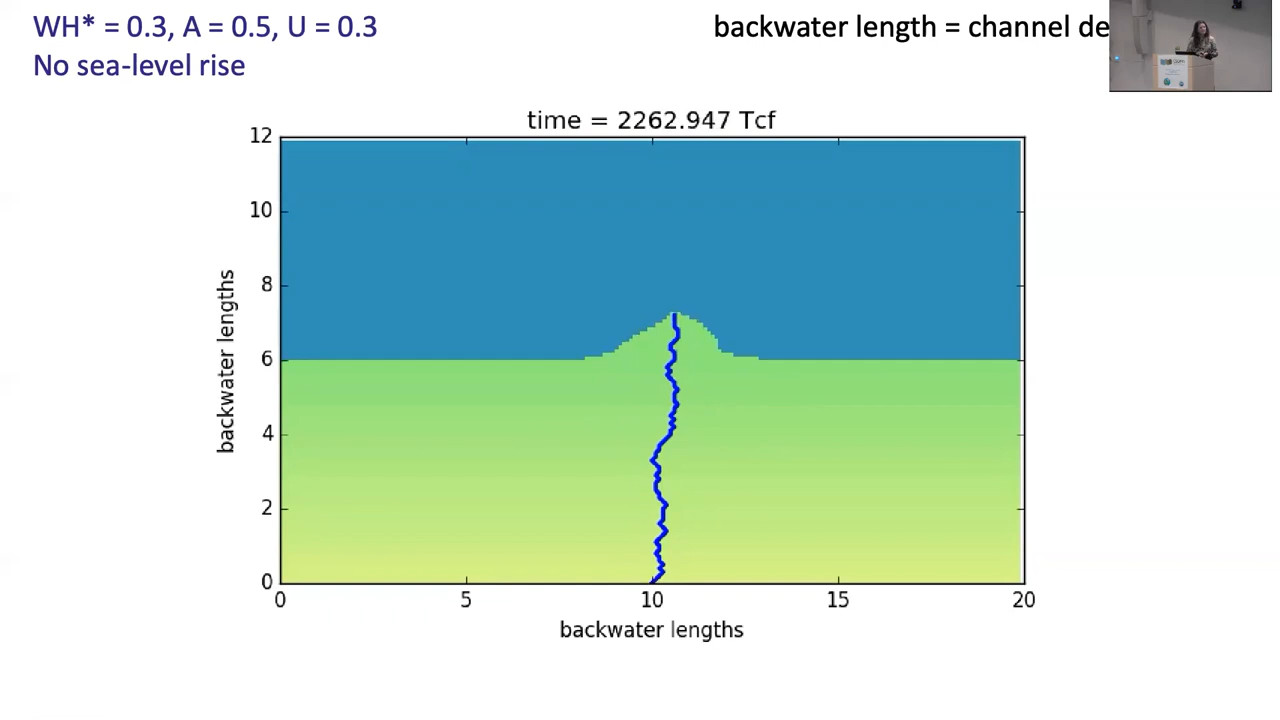 WH* = 0.3, A = 0.5, U = 0.3
No sea-level rise
backwater length = channel de
time = 2262.947 Tcf
12
10
8
6
4
2
0
backwater lengths
0 5 10 15 20
backwater lengths